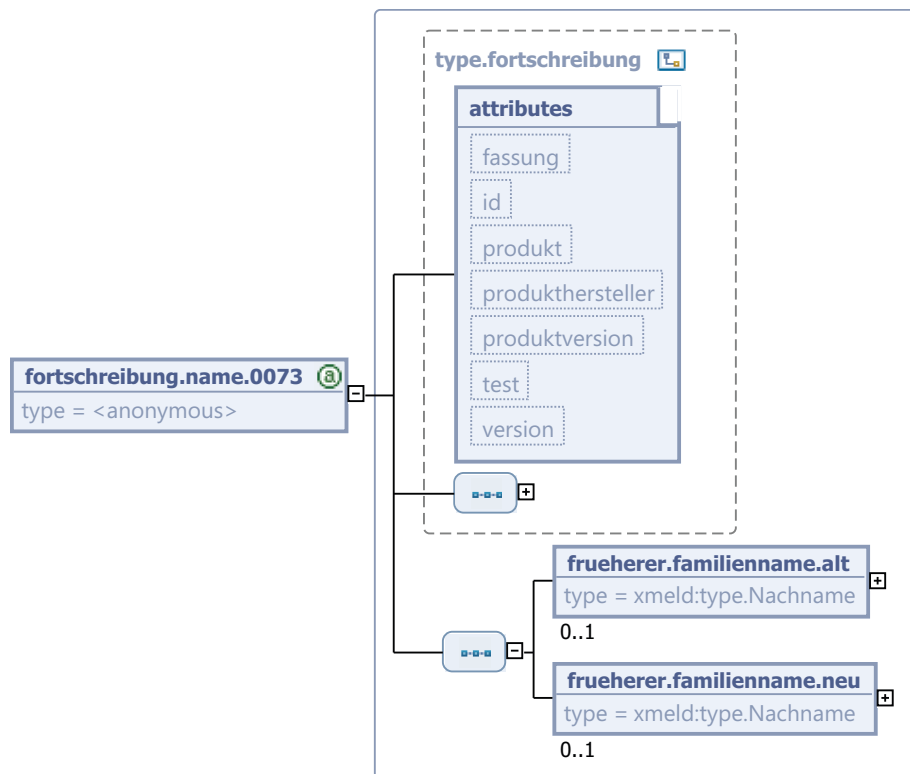 type.fortschreibung
attributes
fassung
id
produkt
produkthersteller
produktversion
test
version
fortschreibung.name.0073
type = <anonymous>
frueherer.familienname.alt
type = xmeld:type.Nachname
0..1
frueherer.familienname.neu
type = xmeld:type.Nachname
0..1